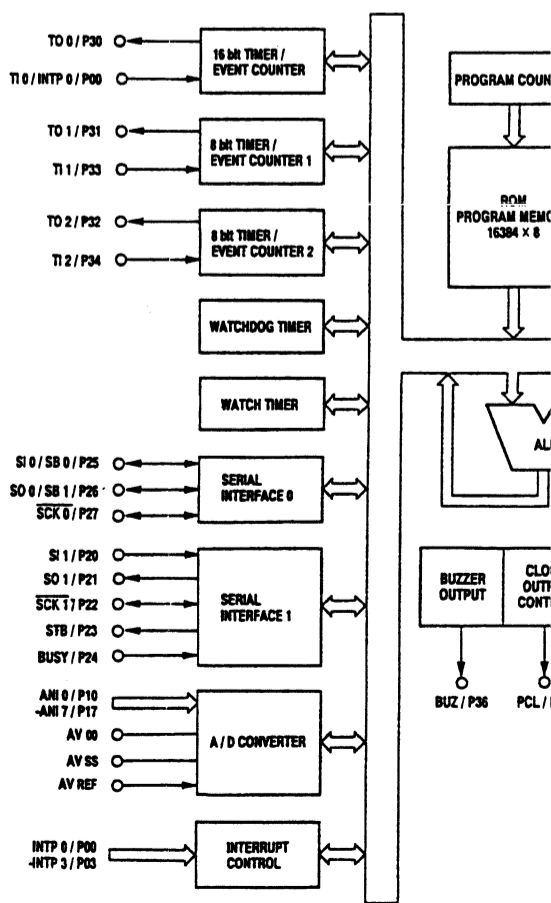 TO 0 / P30
TI 0 / INTP 0 / P00
16 bit TIMER /
EVENT COUNTER
TO 1 / P31
TI 1 / P33
8 bit TIMER /
EVENT COUNTER 1
TO 2 / P32
TI 2 / P34
8 bit TIMER /
EVENT COUNTER 2
WATCHDOG TIMER
WATCH TIMER
SI 0 / SB 0 / P25
SO 0 / SB 1 / P26
SCK 0 / P27
SERIAL
INTERFACE 0
SI 1 / P20
SO 1 / P21
SCK 1 / P22
STB / P23
BUSY / P24
SERIAL
INTERFACE 1
ANI 0 / P10
-ANI 7 / P17
AV
AV SS
AV REF
A / D CONVERTER
INTP 0 / P00
-INTP 3 / P03
INTERRUPT
CONTROL
PROGRAM COUN
ROM
PROGRAM MEMO
16384 × 8
AL
BUZZER
OUTPUT
CLO
OUTP
CONT
BUZ / P36
PCL /